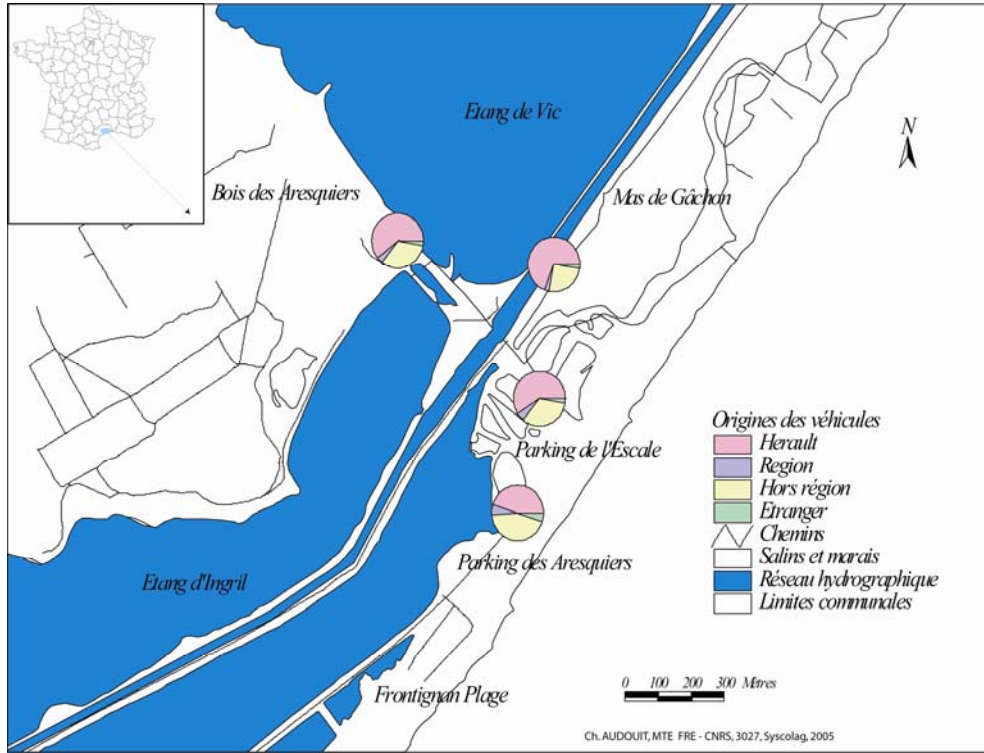 Etang de Vic
N
Bois des Aresquiers
Mas de Gâchon
Origines des véhicules
Herault
Region
Hors région
Etranger
Chemins
Salins et marais
Réseau hydrographique
Limites communales
Parking de l'Escale
Parking des Aresquiers
Etang d'Ingril
Frontignan Plage
0 100 200 300 Mètres
Ch. AUDOUIT, MTE FRE - CNRS, 3027, Syscolag, 2005